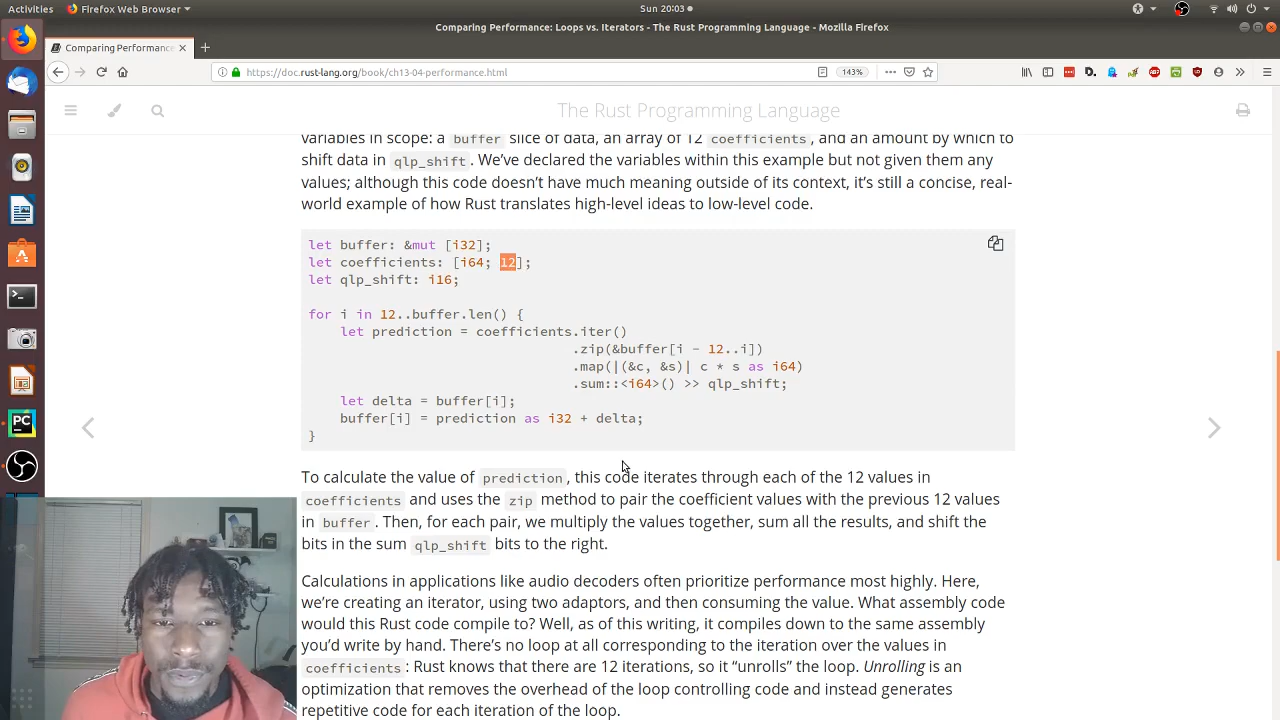 Activities
Firefox Web Browser
Sun 20:03
Comparing Performance: Loops vs. Iterators - The Rust Programming Language - Mozilla Firefox
Comparing Performance
https://doc.rust-lang.org/book/ch13-04-performance.html
143%
The Rust Programming Language
variables in scope: a buffer slice of data, an array of 12 coefficients, and an amount by which to
shift data in qlp_shift. We’ve declared the variables within this example but not given them any
values; although this code doesn’t have much meaning outside of its context, it’s still a concise, real-
world example of how Rust translates high-level ideas to low-level code.
let buffer: &mut [i32];
let coefficients: [i64; 12];
let qlp_shift: i16;
for i in 12..buffer.len() {
let prediction = coefficients.iter()
.zip(&buffer[i - 12..i])
.map(|(&c, &s)| c * s as i64)
.sum::<i64>() >> qlp_shift;
let delta = buffer[i];
buffer[i] = prediction as i32 + delta;
}
To calculate the value of prediction, this code iterates through each of the 12 values in
coefficients and uses the zip method to pair the coefficient values with the previous 12 values
in buffer. Then, for each pair, we multiply the values together, sum all the results, and shift the
bits in the sum qlp_shift bits to the right.
Calculations in applications like audio decoders often prioritize performance most highly. Here,
we’re creating an iterator, using two adaptors, and then consuming the value. What assembly code
would this Rust code compile to? Well, as of this writing, it compiles down to the same assembly
you’d write by hand. There’s no loop at all corresponding to the iteration over the values in
coefficients: Rust knows that there are 12 iterations, so it “unrolls” the loop. Unrolling is an
optimization that removes the overhead of the loop controlling code and instead generates
repetitive code for each iteration of the loop.